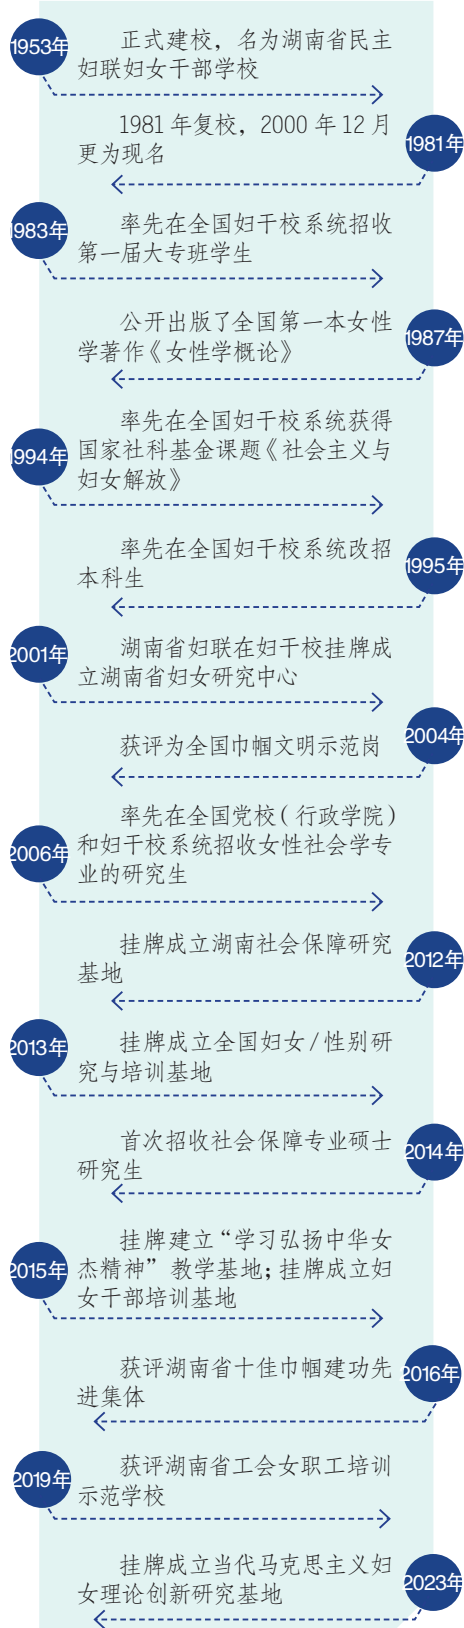 1953年
正式建校，名为湖南省民主
妇联妇女干部学校
1981年复校，2000年12月
更为现名
1981年
1983年
率先在全国妇干校系统招收
第一届大专班学生
公开出版了全国第一本女性
学著作《女性学概论》
1987年
率先在全国妇干校系统获得
1994年
国家社科基金课题《社会主义与
妇女解放》
率先在全国妇干校系统改招
本科生
1995年
2001年
湖南省妇联在妇干校挂牌成
立湖南省妇女研究中心
获评为全国巾帼文明示范岗
2004年
率先在全国党校（行政学院）
2006年
和妇干校系统招收女性社会学专
业的研究生
挂牌成立湖南社会保障研究
基地
2012年
2013年
挂牌成立全国妇女/性别研
究与培训基地
首次招收社会保障专业硕士
研究生
2014年
挂牌建立“学习弘扬中华女
2015年
杰精神”教学基地；挂牌成立妇
女干部培训基地
获评湖南省十佳巾帼建功先
进集体
2016年
2019年
获评湖南省工会女职工培训
示范学校
挂牌成立当代马克思主义妇
女理论创新研究基地
2023年